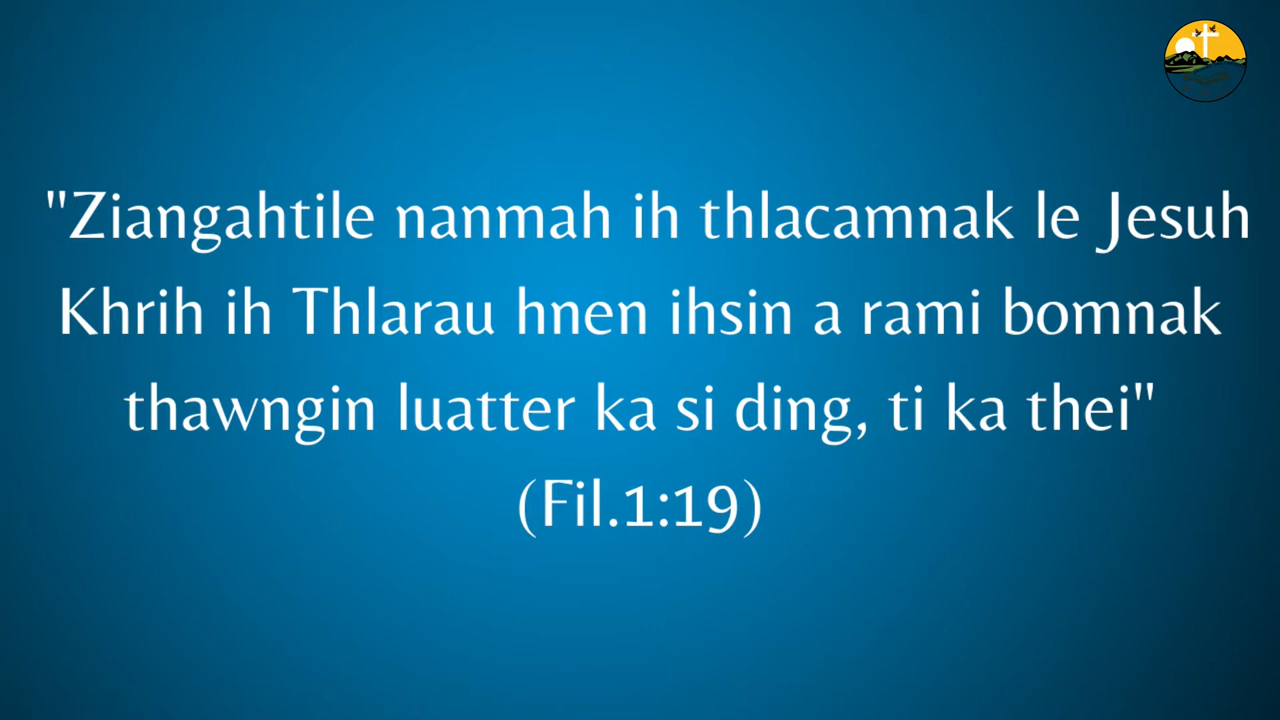 "Ziangahtile nanmah ih thlacamnak le Jesuh
Khrih ih Thlarau hnen ihsin a rami bomnak
thawngin luatter ka si ding, ti ka thei"
(Fil.1:19)